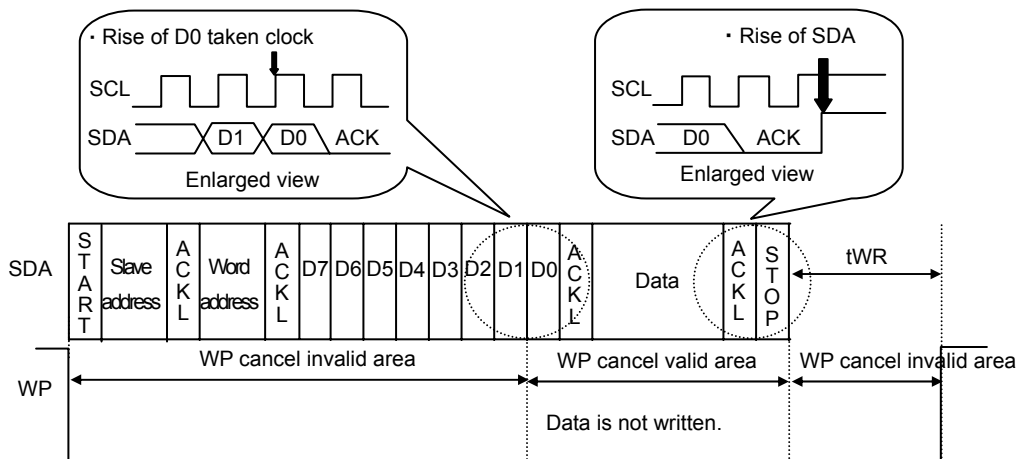 ・Rise of D0 taken clock
SCL
SDA D1 D0 ACK
Enlarged view
・Rise of SDA
SCL
SDA D0 ACK
Enlarged view
SDA
START
Slave address
ACKL
Word address
ACKL
D7 D6 D5 D4 D3 D2 D1 D0
ACKL
Data
ACKL
STOP
tWR
WP cancel invalid area
WP cancel valid area
WP cancel invalid area
WP
Data is not written.